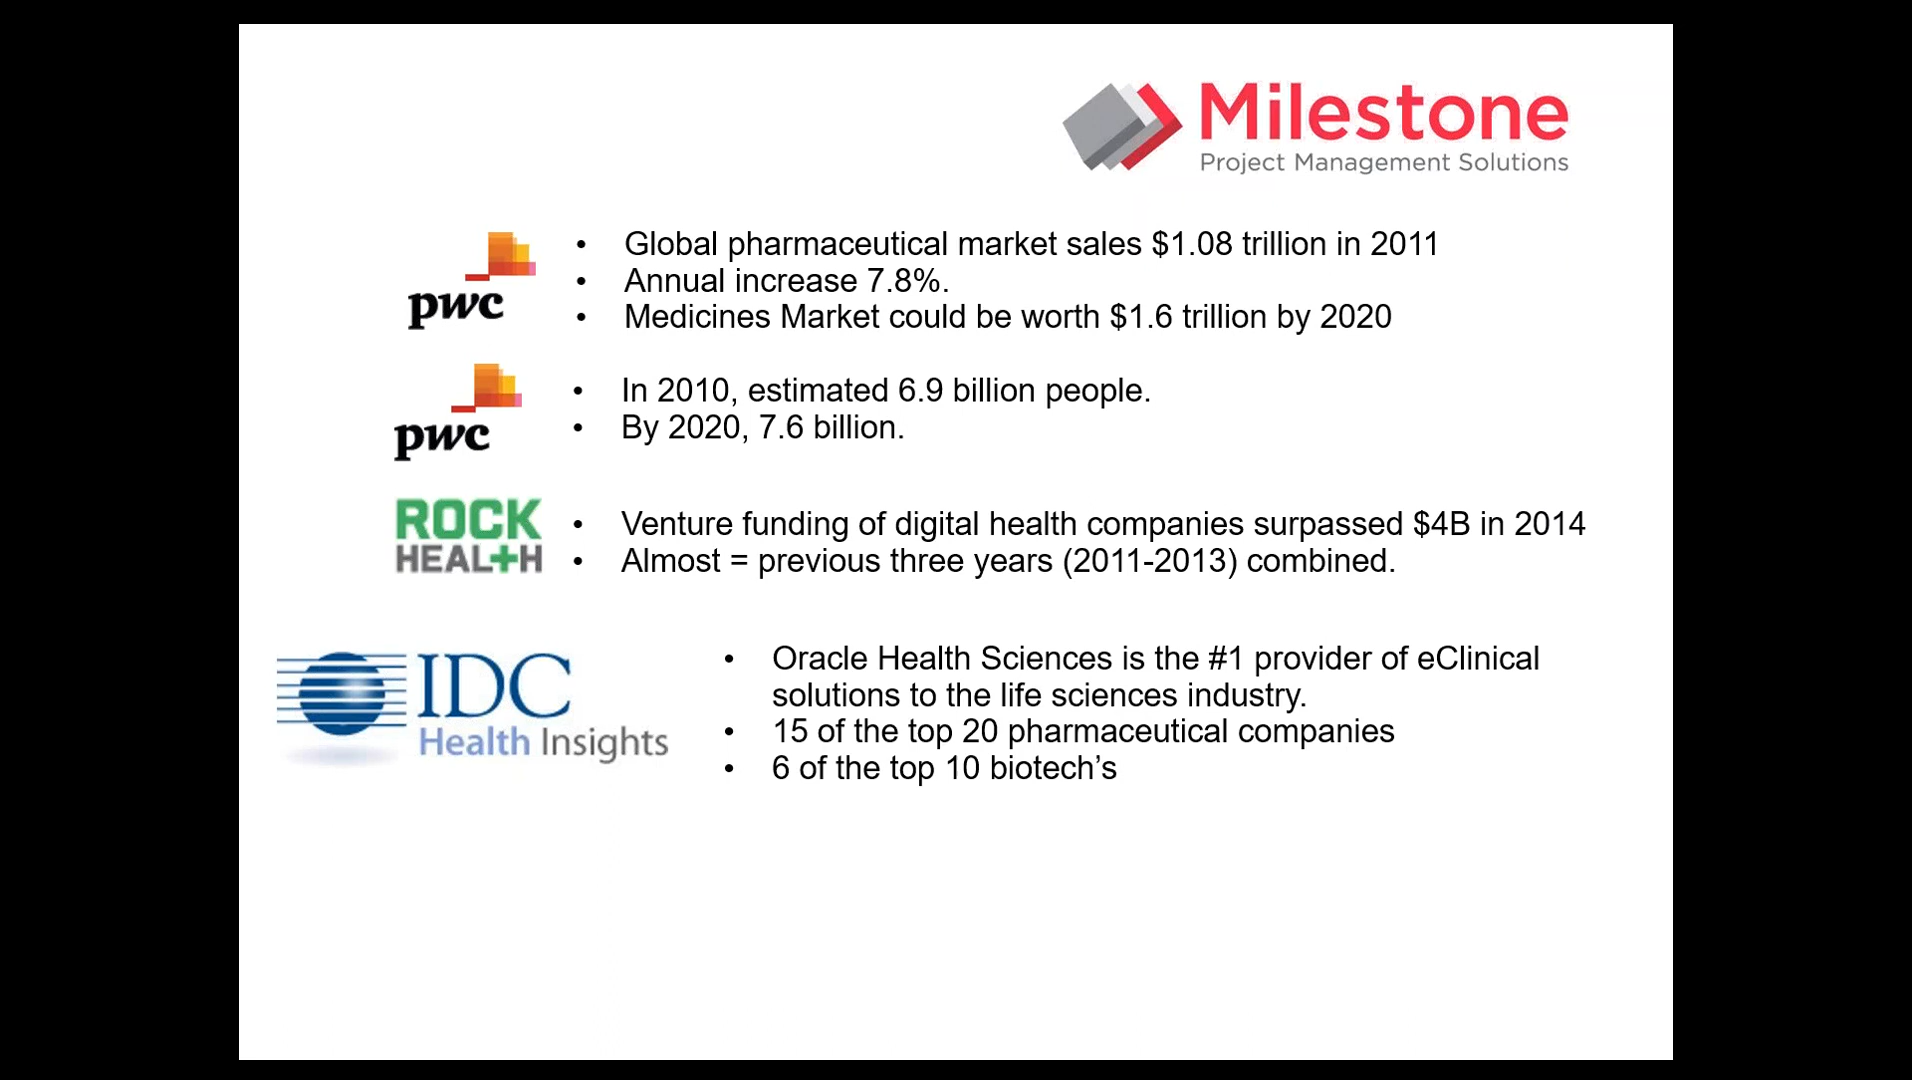 Milestone
Project Management Solutions
pwc
• Global pharmaceutical market sales $1.08 trillion in 2011
• Annual increase 7.8%.
• Medicines Market could be worth $1.6 trillion by 2020
pwc
• In 2010, estimated 6.9 billion people.
• By 2020, 7.6 billion.
ROCK
HEALTH
• Venture funding of digital health companies surpassed $4B in 2014
• Almost = previous three years (2011-2013) combined.
IDC
Health Insights
• Oracle Health Sciences is the #1 provider of eClinical
solutions to the life sciences industry.
• 15 of the top 20 pharmaceutical companies
• 6 of the top 10 biotech’s